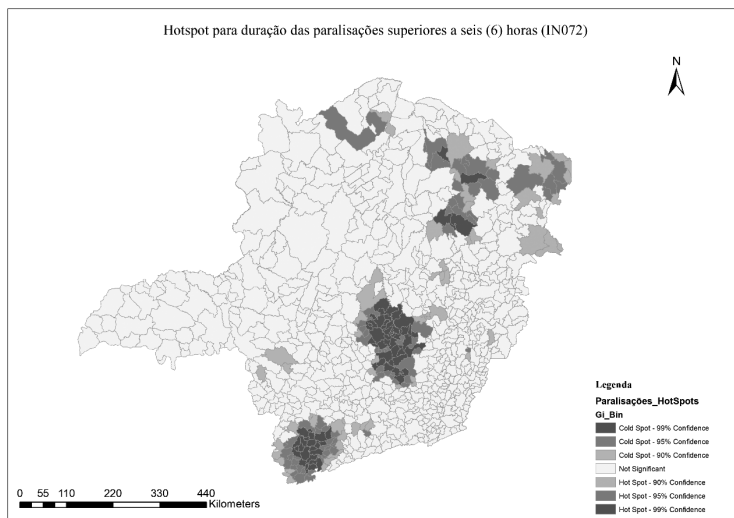 Hotspot para duração das paralisações superiores a seis (6) horas (IN072)
N
Legenda
Paralisações_HotSpots
Gi_Bin
Cold Spot - 99% Confidence
Cold Spot - 95% Confidence
Cold Spot - 90% Confidence
Not Significant
Hot Spot - 90% Confidence
Hot Spot - 95% Confidence
Hot Spot - 99% Confidence
0 55 110 220 330 440
Kilometers